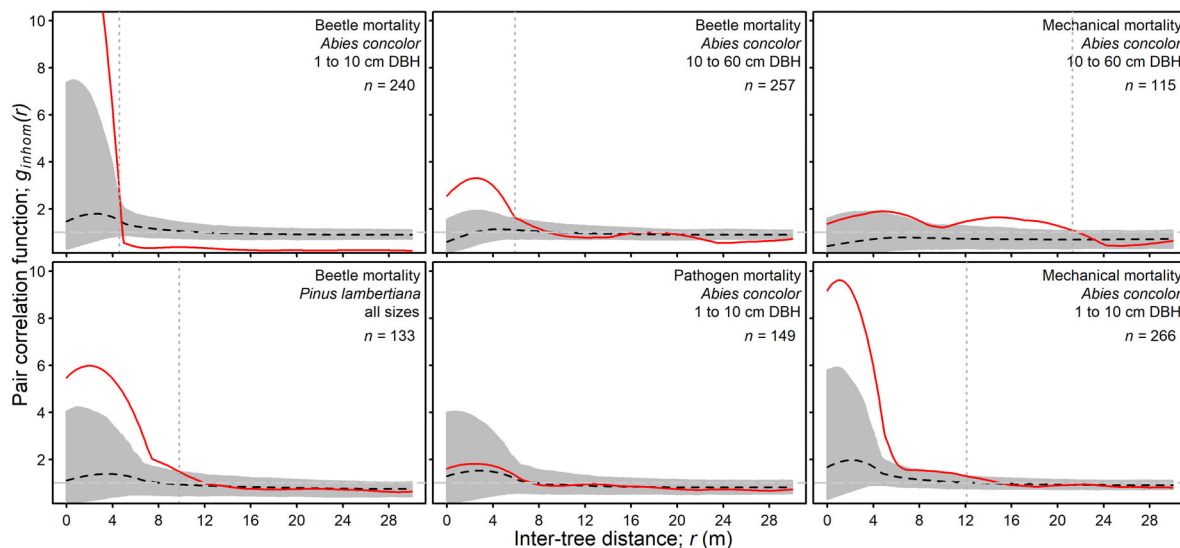 Pair correlation function; ginhom(r)
10
8
6
4
2
Beetle mortality
Abies concolor
1 to 10 cm DBH
n = 240
Beetle mortality
Abies concolor
10 to 60 cm DBH
n = 257
Mechanical mortality
Abies concolor
10 to 60 cm DBH
n = 115
10
8
6
4
2
Beetle mortality
Pinus lambertiana
all sizes
n = 133
Pathogen mortality
Abies concolor
1 to 10 cm DBH
n = 149
Mechanical mortality
Abies concolor
1 to 10 cm DBH
n = 266
0 4 8 12 16 20 24 28
0 4 8 12 16 20 24 28
0 4 8 12 16 20 24 28
Inter-tree distance; r (m)